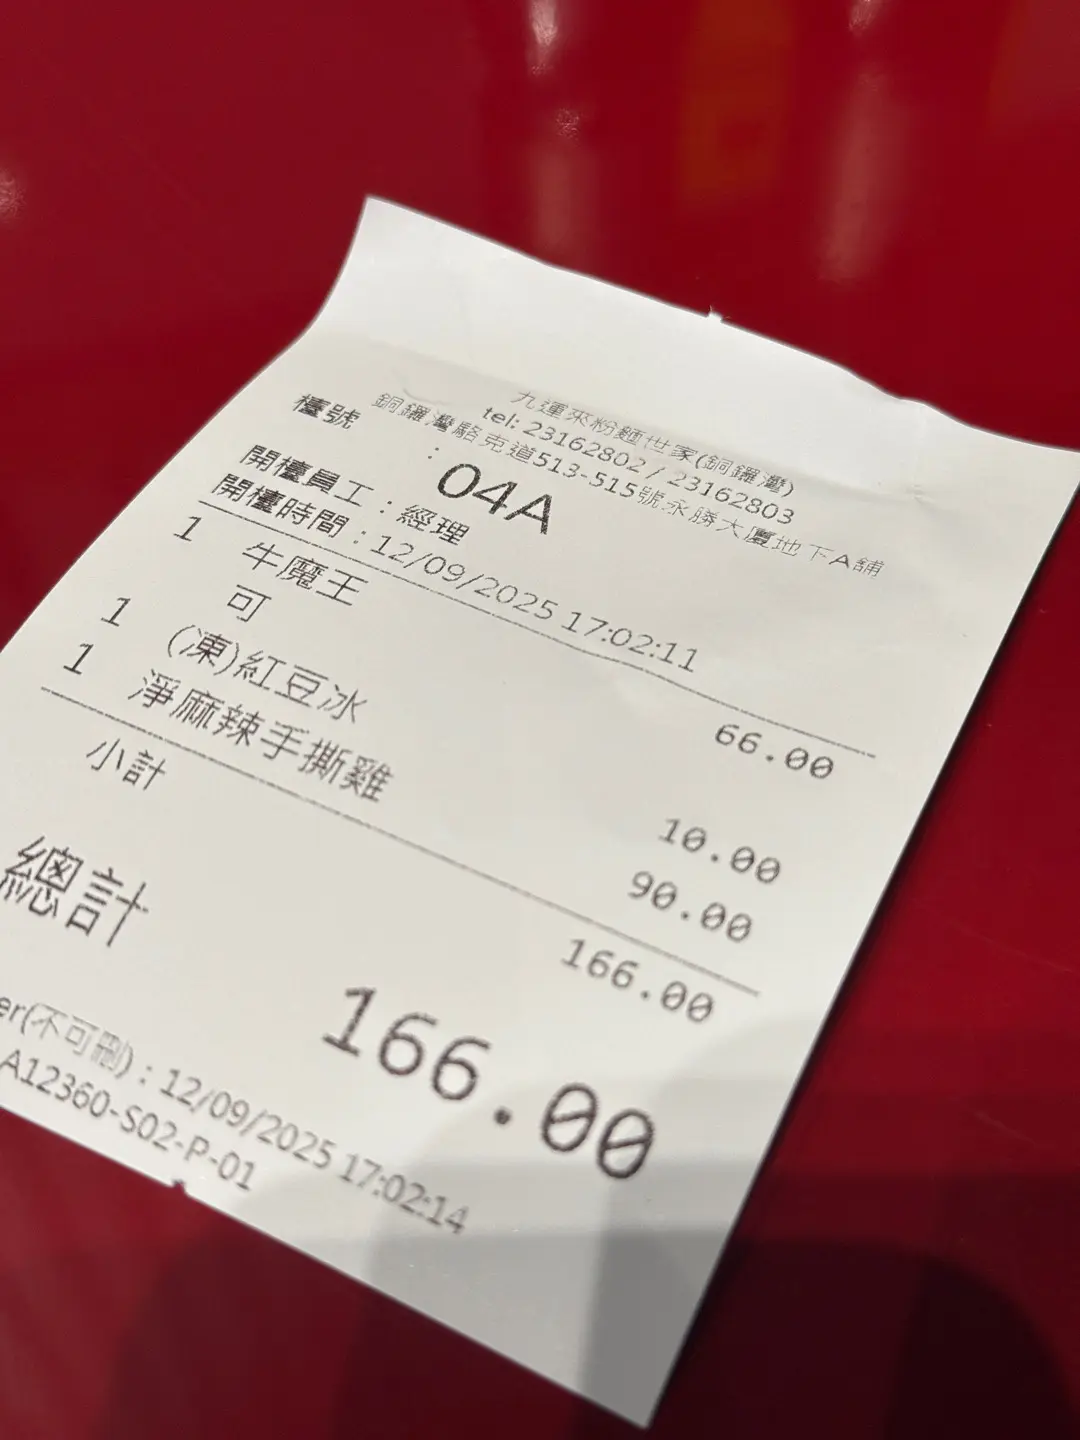 九運來粉麵世家(銅鑼灣)
tel: 23162802 / 23162803
銅鑼灣駱克道513-515號永勝大廈地下A舖
檯號 : 04A
開檯員工 : 經理
開檯時間 : 12/09/2025 17:02:11
1 牛魔王 66.00
可
1 (凍)紅豆冰 10.00
1 淨麻辣手撕雞 90.00
小計 166.00
總計 166.00
er(不可刪) : 12/09/2025 17:02:14
A12360-S02-P-01